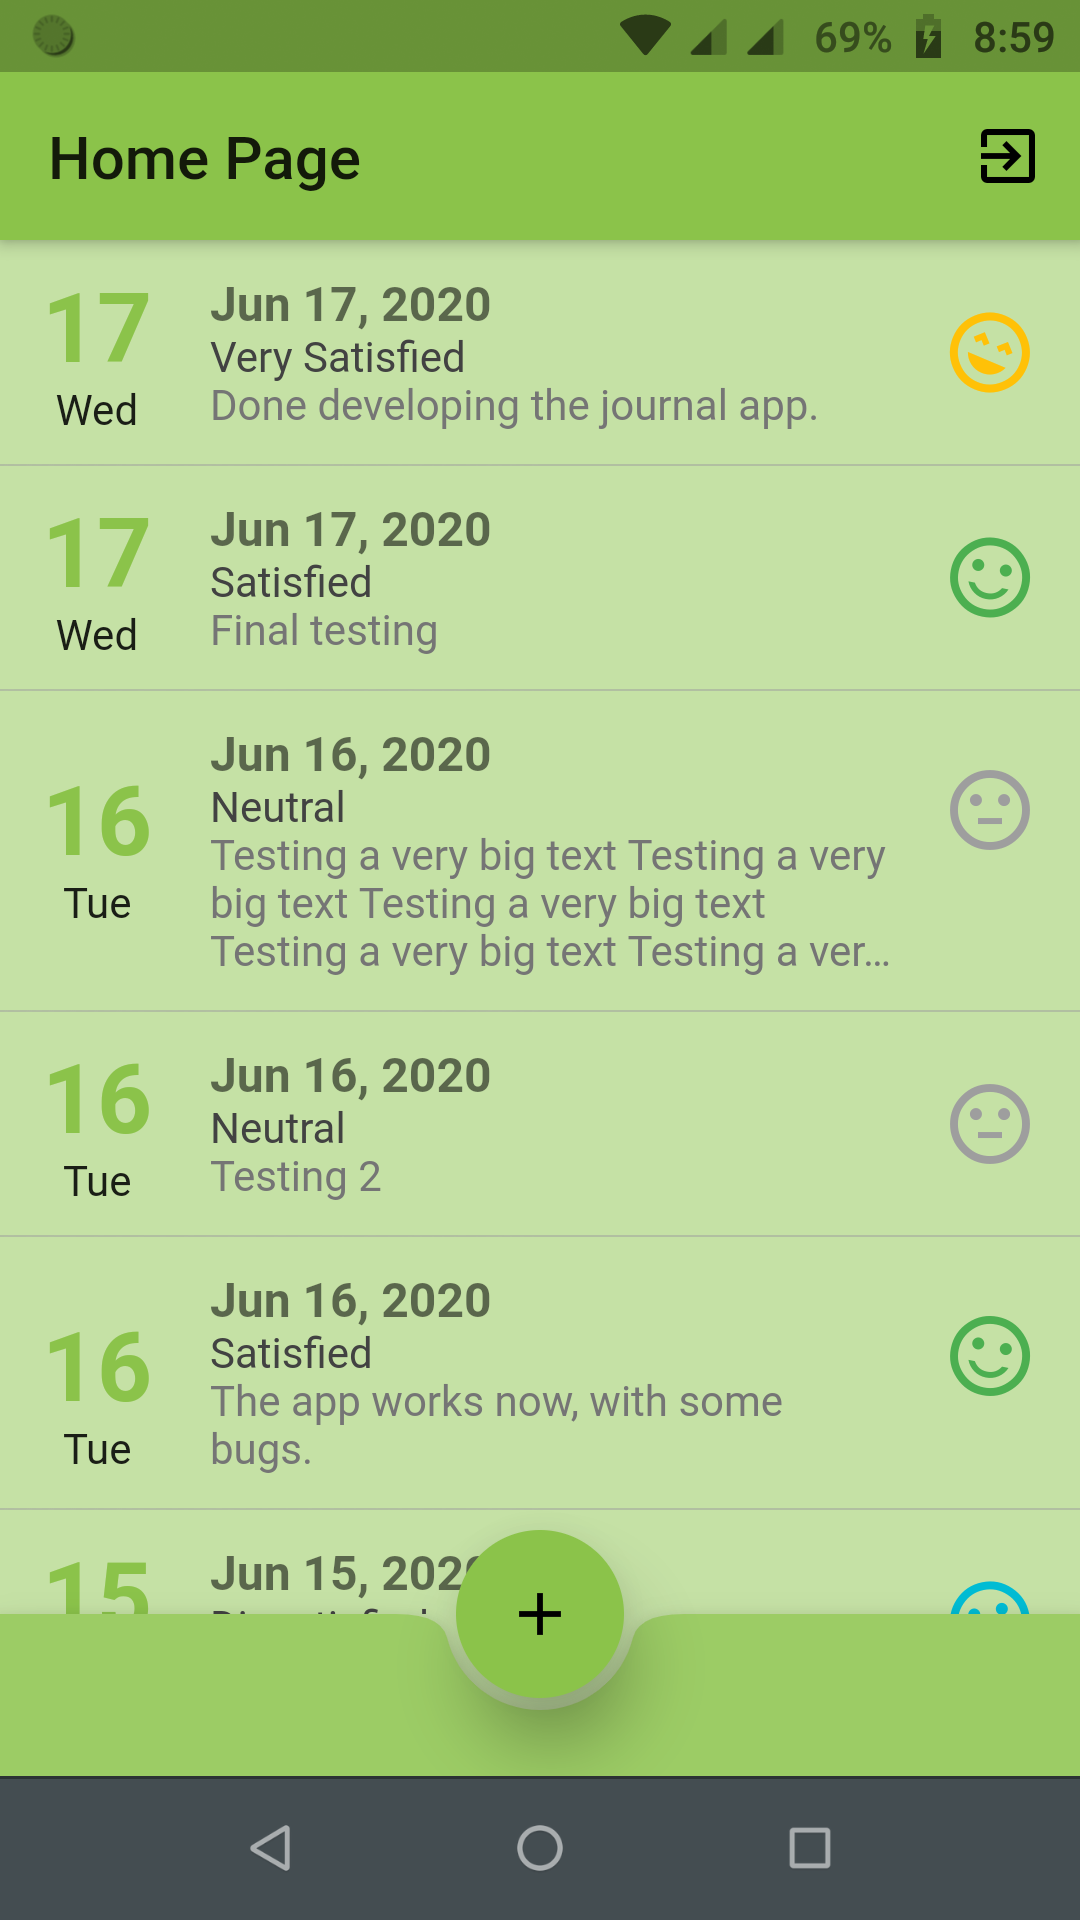 69% 8:59
Home Page
17
Wed
Jun 17, 2020
Very Satisfied
Done developing the journal app.
17
Wed
Jun 17, 2020
Satisfied
Final testing
16
Tue
Jun 16, 2020
Neutral
Testing a very big text Testing a very
big text Testing a very big text
Testing a very big text Testing a ver...
16
Tue
Jun 16, 2020
Neutral
Testing 2
16
Tue
Jun 16, 2020
Satisfied
The app works now, with some
bugs.
15
Jun 15, 2020
+